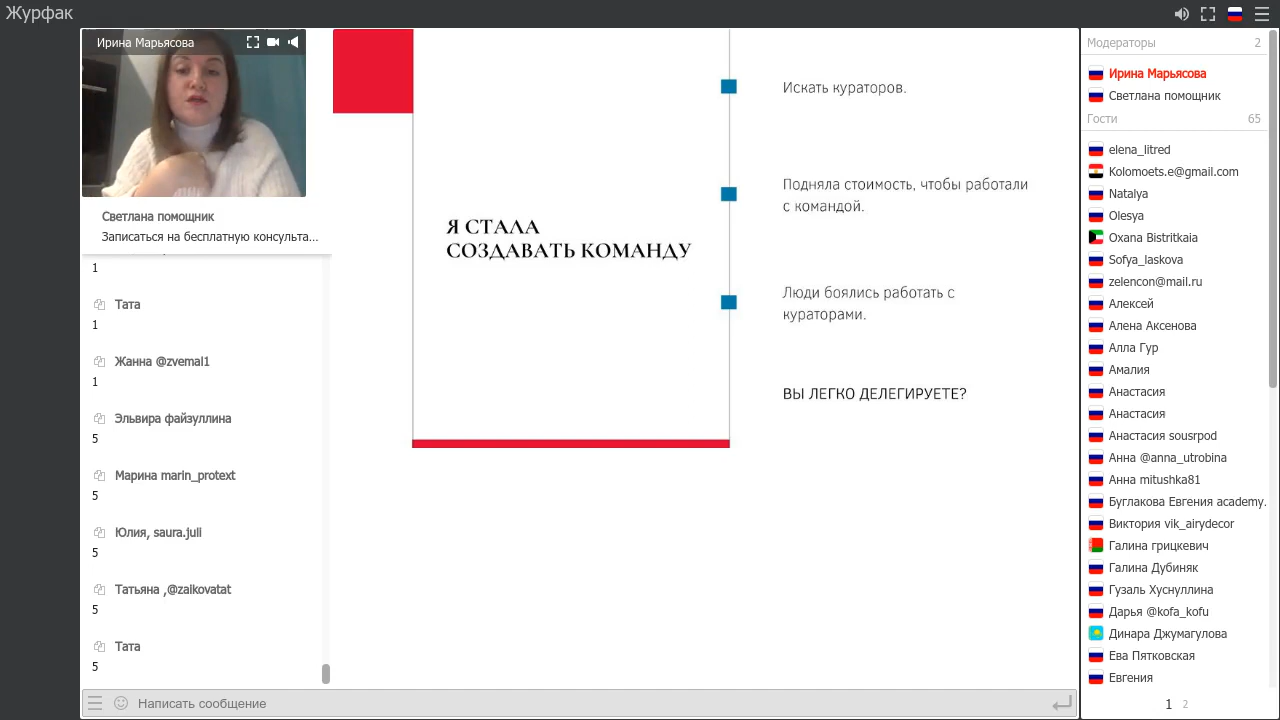 Журфак
Ирина Марьясова
Светлана помощник
Записаться на бесплатную консульта...
1
Тата
1
Жанна @zvemal1
1
Эльвира файзуллина
5
Марина marin_protext
5
Юлия, saura.juli
5
Татьяна ,@zaikovatat
5
Тата
5
Написать сообщение
Я СТАЛА
СОЗДАВАТЬ КОМАНДУ
Искать кураторов.
Подняла стоимость, чтобы работали
с командой.
Люди боялись работать с
кураторами.
ВЫ ЛЕГКО ДЕЛЕГИРУЕТЕ?
Модераторы 2
Ирина Марьясова
Светлана помощник
Гости 65
elena_litred
Kolomoets.e@gmail.com
Natalya
Olesya
Oxana Bistritkaia
Sofya_laskova
zelencon@mail.ru
Алексей
Алена Аксенова
Алла Гур
Амалия
Анастасия
Анастасия
Анастасия sousrpod
Анна @anna_utrobina
Анна mitushka81
Буглакова Евгения academy.
Виктория vik_airydecor
Галина грицкевич
Галина Дубиняк
Гузаль Хуснуллина
Дарья @kofa_kofu
Динара Джумагулова
Ева Пятковская
Евгения
1 2